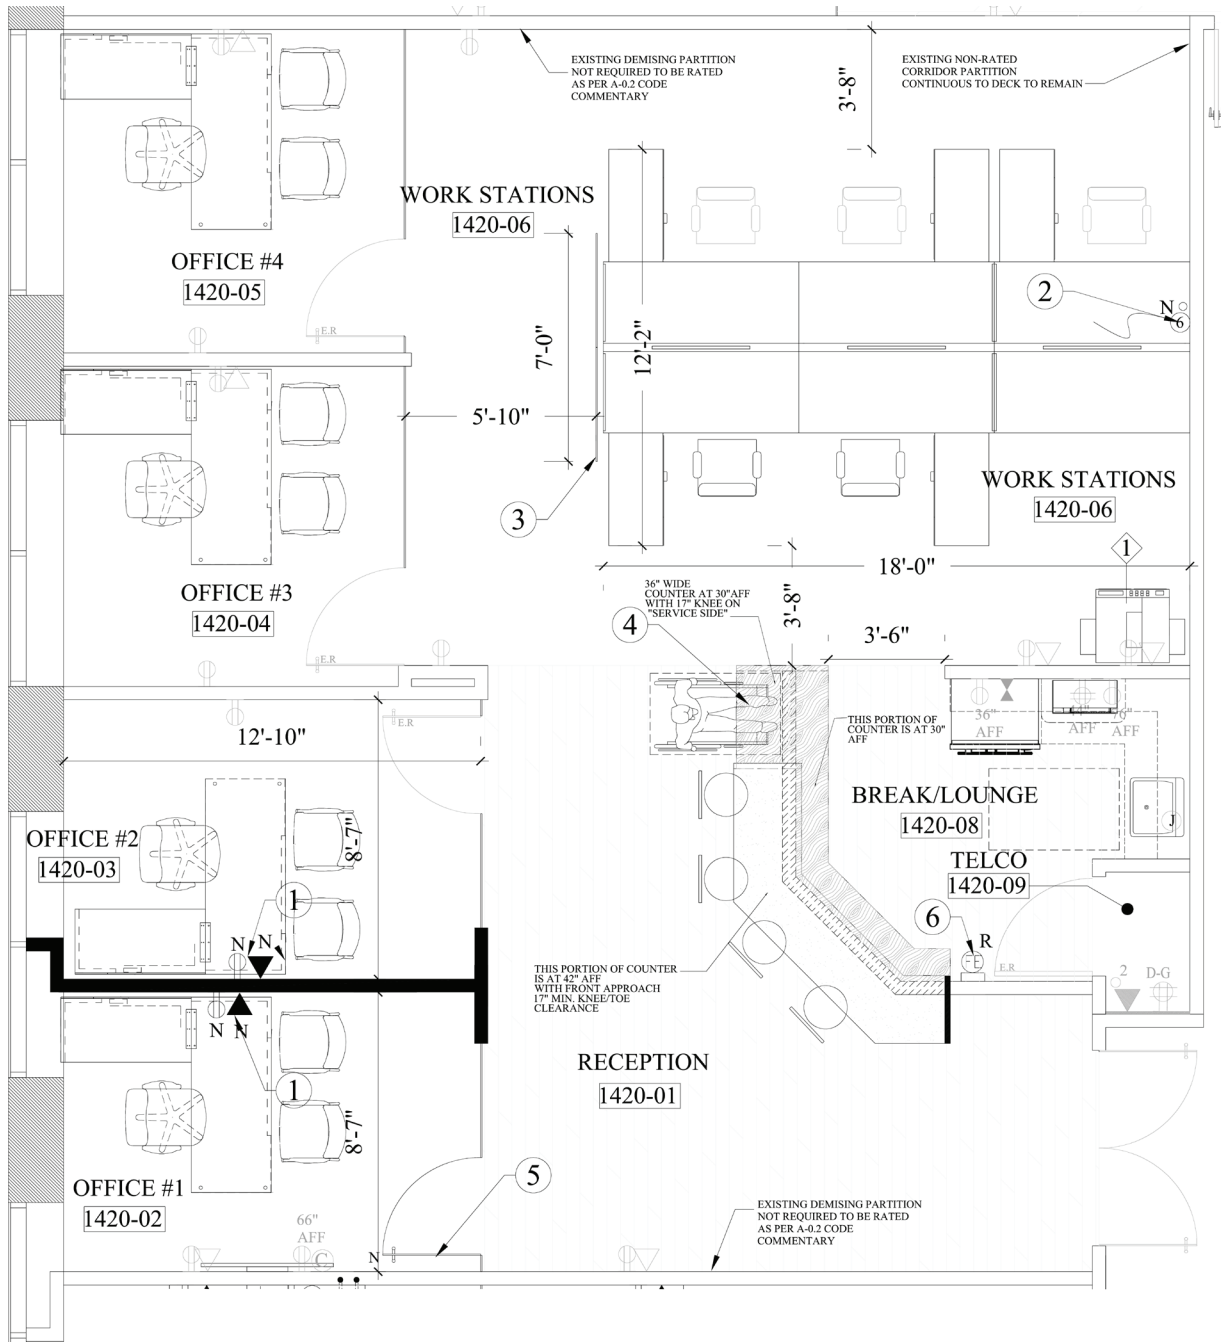 EXISTING DEMISING PARTITION
NOT REQUIRED TO BE RATED
AS PER A-0.2 CODE
COMMENTARY
3'-8"
EXISTING NON-RATED
CORRIDOR PARTITION
CONTINUOUS TO DECK TO REMAIN
WORK STATIONS
1420-06
OFFICE #4
1420-05
2
N
6
E.R
7'-0"
12'-2"
5'-10"
3
WORK STATIONS
1420-06
1
18'-0"
OFFICE #3
1420-04
36" WIDE
COUNTER AT 30"AFF
WITH 17" KNEE ON
"SERVICE SIDE"
4
3'-8"
3'-6"
E.R
E.R
12'-10"
36"
AFF
AFF
76"
AFF
THIS PORTION OF
COUNTER IS AT 30"
AFF
BREAK/LOUNGE
1420-08
J
OFFICE #2
1420-03
8'-7"
TELCO
1420-09
1
6
R
N
N
E.R
2
D-G
THIS PORTION OF COUNTER
IS AT 42" AFF
WITH FRONT APPROACH
17" MIN. KNEE/TOE
CLEARANCE
N
N
RECEPTION
1420-01
1
8'-7"
5
OFFICE #1
1420-02
66"
AFF
C
N
EXISTING DEMISING PARTITION
NOT REQUIRED TO BE RATED
AS PER A-0.2 CODE
COMMENTARY